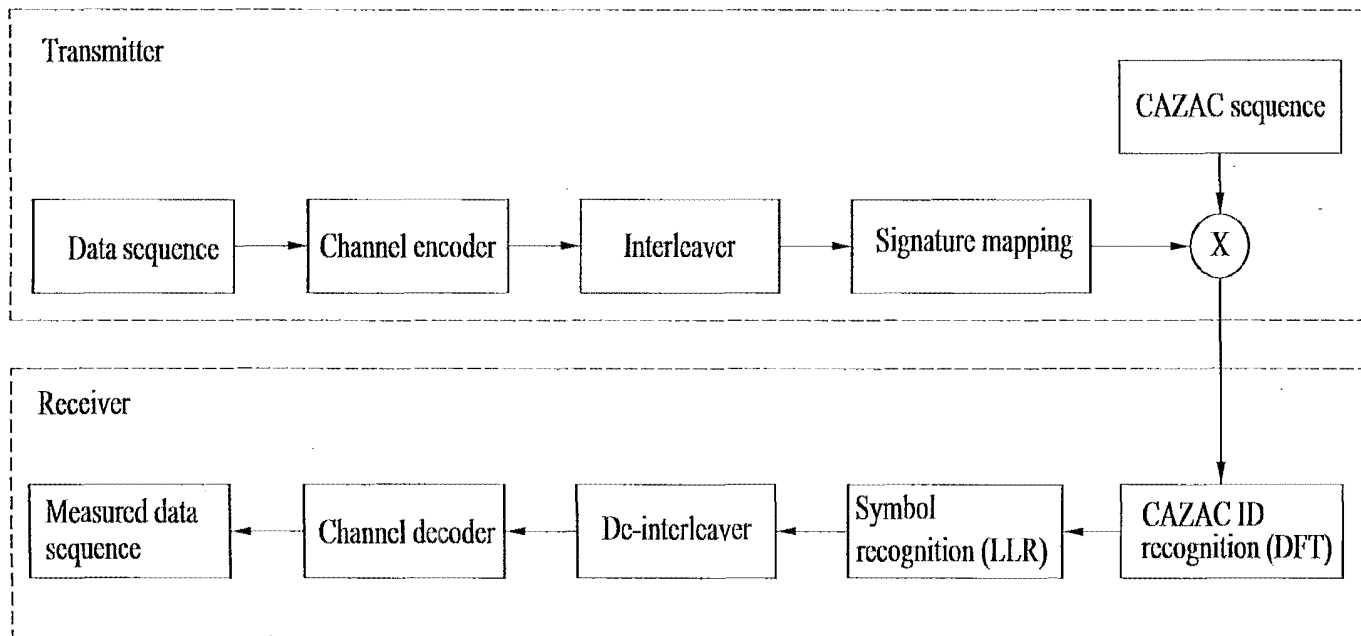 Transmitter
CAZAC sequence
Data sequence
Channel encoder
Interleaver
Signature mapping
X
Receiver
Measured data
sequence
Channel decoder
De-interleaver
Symbol
recognition (LLR)
CAZAC ID
recognition (DFT)